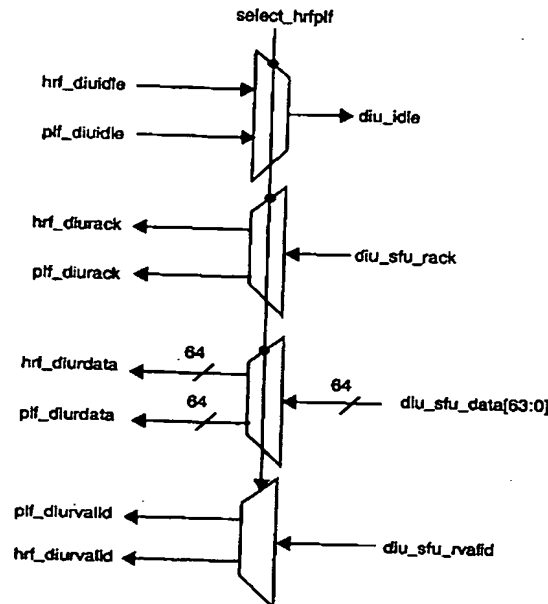 select_hrfplf
hrf_diuidle
plf_diuidle
diu_idle
hrf_diurack
plf_diurack
diu_sfu_rack
64
hrf_diurdata
64
plf_diurdata
64
diu_sfu_data[63:0]
plf_diurvalid
hrf_diurvalid
diu_sfu_rvalid